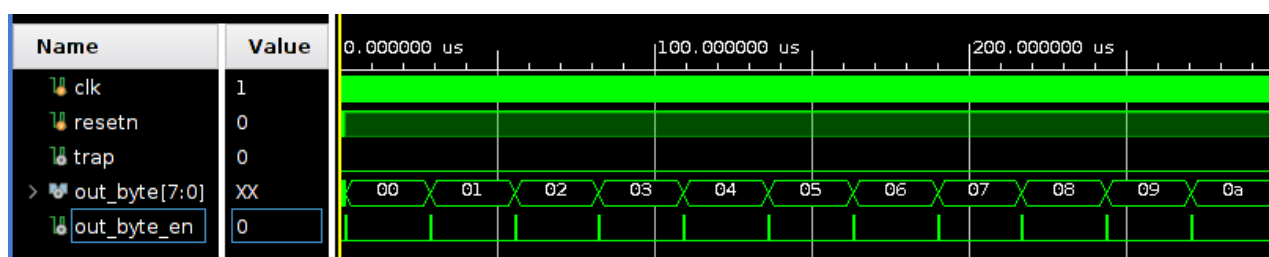 Name Value 0.000000 us 100.000000 us 200.000000 us
clk 1
resetn 0
trap 0
out_byte[7:0] XX 00 01 02 03 04 05 06 07 08 09 0a
out_byte_en 0